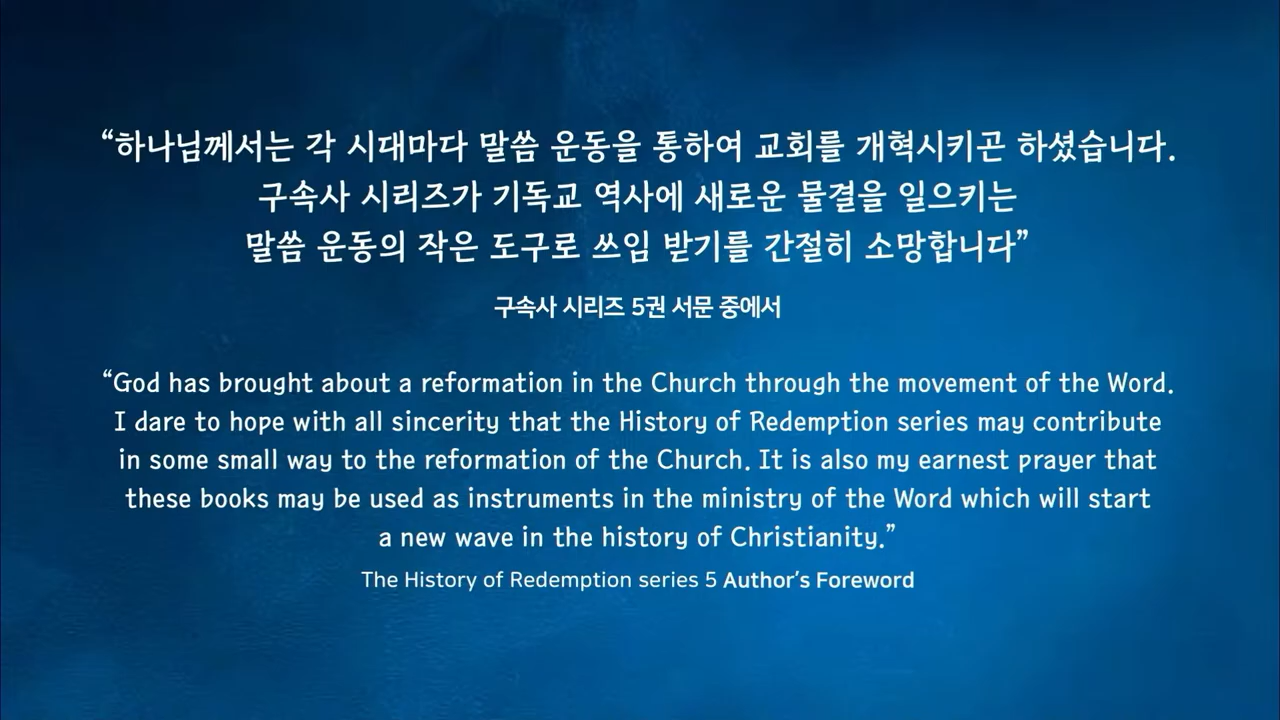 “하나님께서는 각 시대마다 말씀 운동을 통하여 교회를 개혁시키곤 하셨습니다.
구속사 시리즈가 기독교 역사에 새로운 물결을 일으키는
말씀 운동의 작은 도구로 쓰임 받기를 간절히 소망합니다”
구속사 시리즈 5권 서문 중에서
“God has brought about a reformation in the Church through the movement of the Word.
I dare to hope with all sincerity that the History of Redemption series may contribute
in some small way to the reformation of the Church. It is also my earnest prayer that
these books may be used as instruments in the ministry of the Word which will start
a new wave in the history of Christianity.”
The History of Redemption series 5 Author’s Foreword